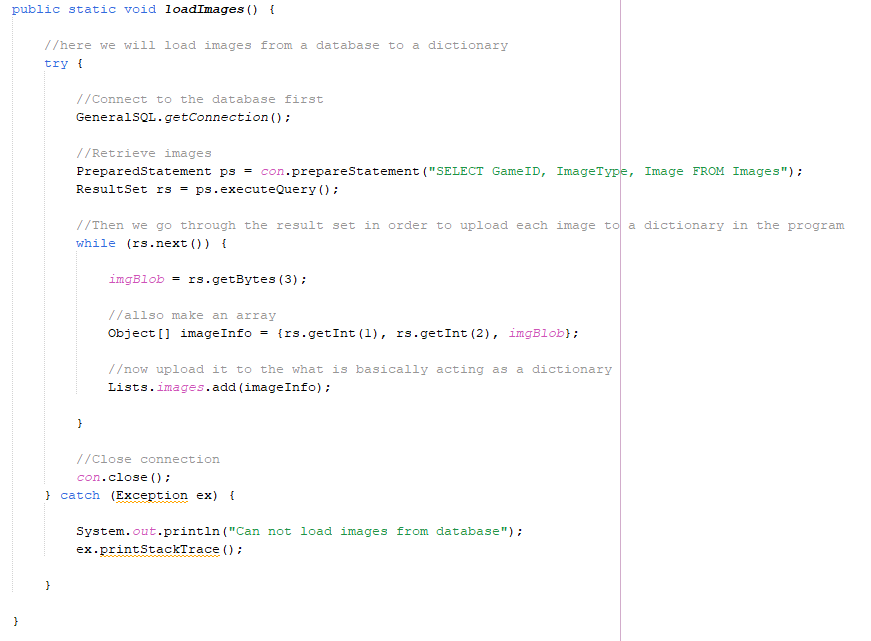 public static void loadImages() {
//here we will load images from a database to a dictionary
try {
//Connect to the database first
GeneralSQL.getConnection();
//Retrieve images
PreparedStatement ps = con.prepareStatement("SELECT GameID, ImageType, Image FROM Images");
ResultSet rs = ps.executeQuery();
//Then we go through the result set in order to upload each image to a dictionary in the program
while (rs.next()) {
imgBlob = rs.getBytes(3);
//allso make an array
Object[] imageInfo = {rs.getInt(1), rs.getInt(2), imgBlob};
//now upload it to the what is basically acting as a dictionary
Lists.images.add(imageInfo);
}
//Close connection
con.close();
} catch (Exception ex) {
System.out.println("Can not load images from database");
ex.printStackTrace();
}
}